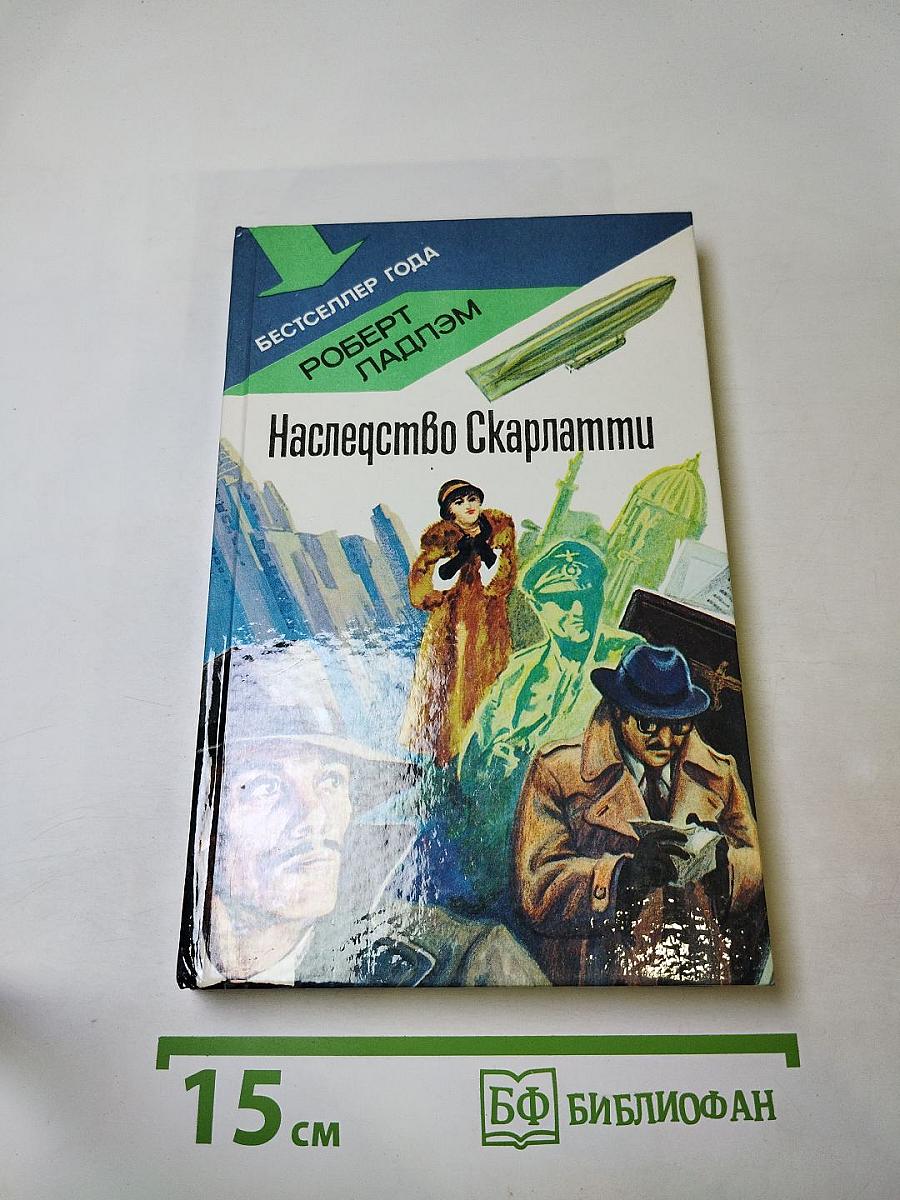 БЕСТСЕЛЛЕР ГОДА
РОБЕРТ
ЛАДЛЭМ
Наследство Скарлатти
15 см
БФ БИБЛИОФАН